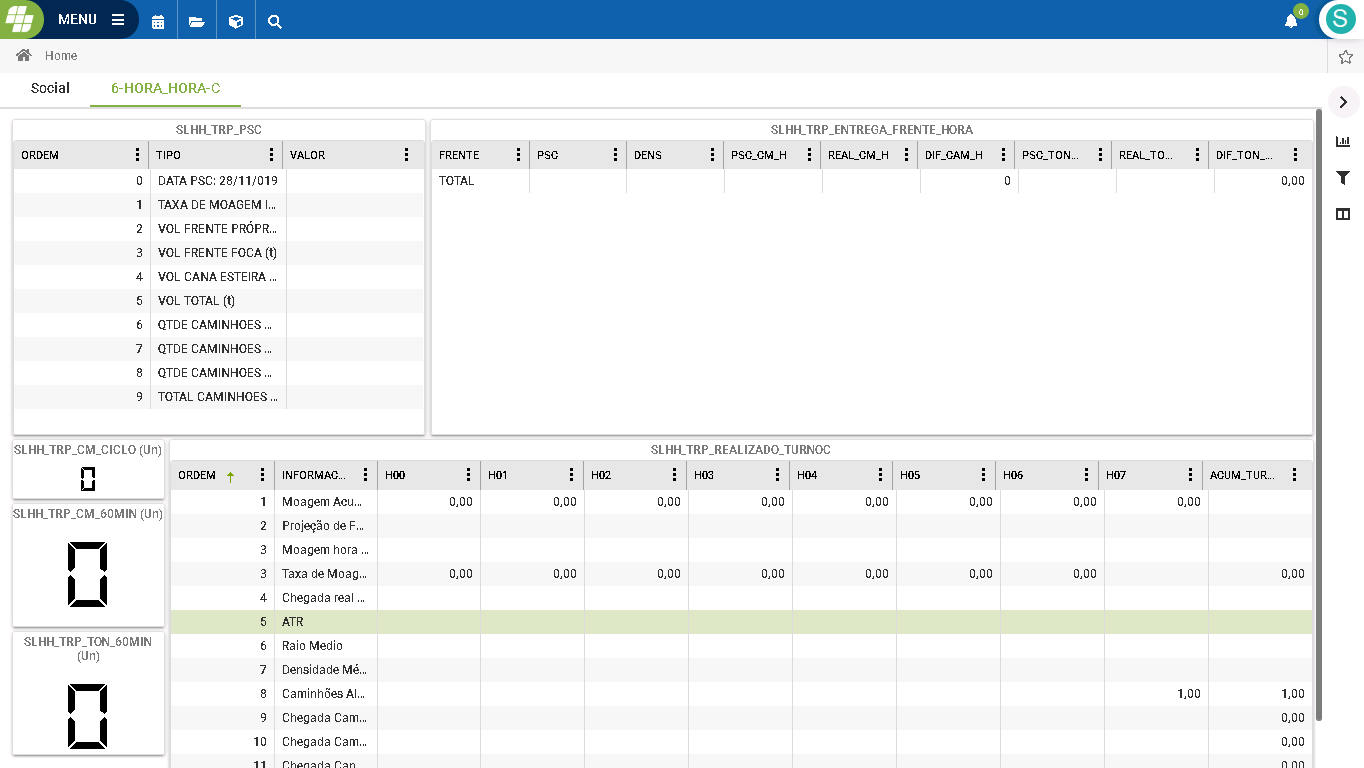 MENU
0
S
Home
Social 6-HORA_HORA-C
SLHH_TRP_PSC
ORDEM TIPO VALOR
0 DATA PSC: 28/11/019
1 TAXA DE MOAGEM I...
2 VOL FRENTE PRÓPR...
3 VOL FRENTE FOCA (t)
4 VOL CANA ESTEIRA ...
5 VOL TOTAL (t)
6 QTDE CAMINHOES ...
7 QTDE CAMINHOES ...
8 QTDE CAMINHOES ...
9 TOTAL CAMINHOES ...
SLHH_TRP_ENTREGA_FRENTE_HORA
FRENTE PSC DENS PSC_CM_H REAL_CM_H DIF_CAM_H PSC_TON... REAL_TO... DIF_TON_...
TOTAL 0 0,00
SLHH_TRP_CM_CICLO (Un)
0
SLHH_TRP_CM_60MIN (Un)
0
SLHH_TRP_TON_60MIN
(Un)
0
SLHH_TRP_REALIZADO_TURNOC
ORDEM INFORMAC... H00 H01 H02 H03 H04 H05 H06 H07 ACUM_TUR...
1 Moagem Acu... 0,00 0,00 0,00 0,00 0,00 0,00 0,00 0,00
2 Projeção de F...
3 Moagem hora ...
3 Taxa de Moag... 0,00 0,00 0,00 0,00 0,00 0,00 0,00 0,00
4 Chegada real ...
5 ATR
6 Raio Medio
7 Densidade Mé...
8 Caminhões Al... 1,00 1,00
9 Chegada Cam... 0,00
10 Chegada Cam... 0,00
11 Chegada Can... 0,00